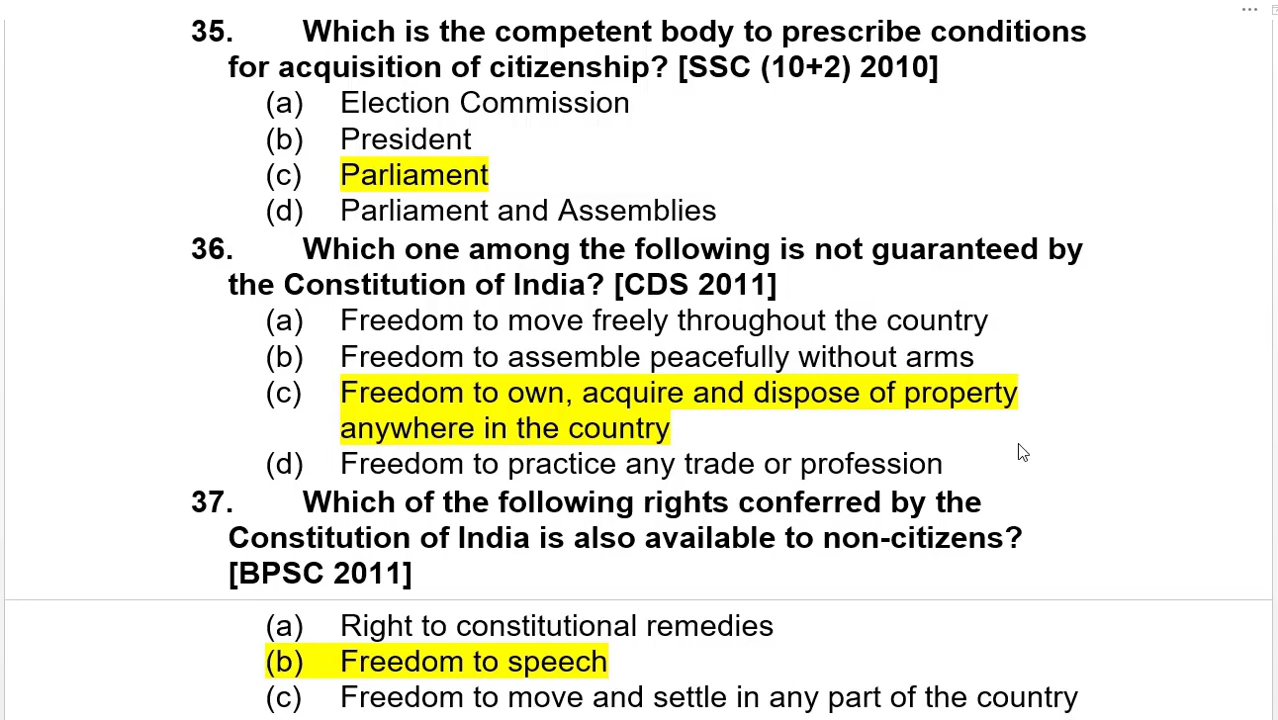 35. Which is the competent body to prescribe conditions
for acquisition of citizenship? [SSC (10+2) 2010]
(a) Election Commission
(b) President
(c) Parliament
(d) Parliament and Assemblies
36. Which one among the following is not guaranteed by
the Constitution of India? [CDS 2011]
(a) Freedom to move freely throughout the country
(b) Freedom to assemble peacefully without arms
(c) Freedom to own, acquire and dispose of property
anywhere in the country
(d) Freedom to practice any trade or profession
37. Which of the following rights conferred by the
Constitution of India is also available to non-citizens?
[BPSC 2011]
(a) Right to constitutional remedies
(b) Freedom to speech
(c) Freedom to move and settle in any part of the country